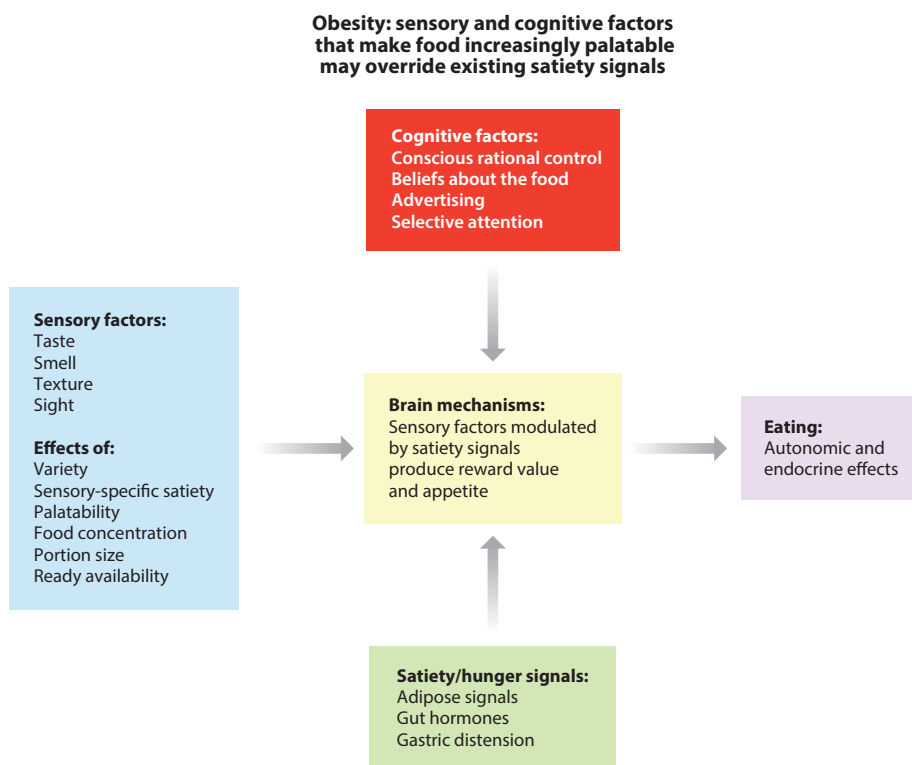 Obesity: sensory and cognitive factors
that make food increasingly palatable
may override existing satiety signals
Cognitive factors:
Conscious rational control
Beliefs about the food
Advertising
Selective attention
Sensory factors:
Taste
Smell
Texture
Sight
Effects of:
Variety
Sensory-specific satiety
Palatability
Food concentration
Portion size
Ready availability
Brain mechanisms:
Sensory factors modulated
by satiety signals
produce reward value
and appetite
Eating:
Autonomic and
endocrine effects
Satiety/hunger signals:
Adipose signals
Gut hormones
Gastric distension